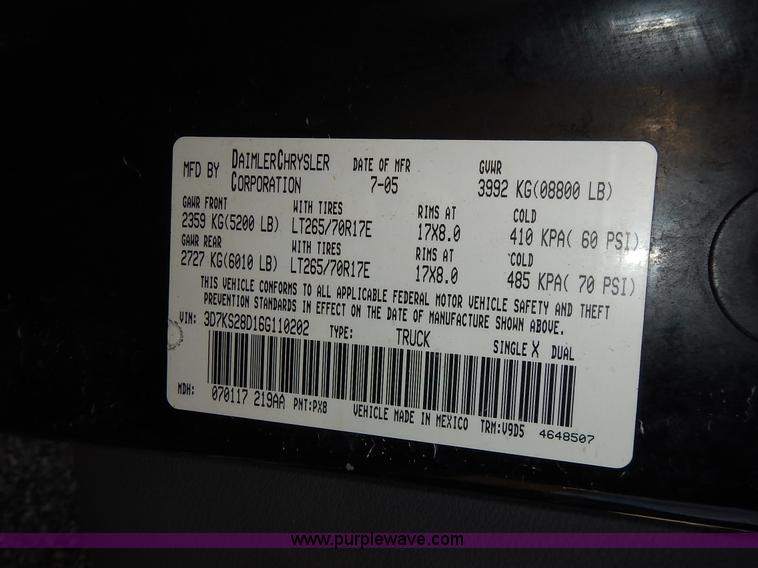 MFD BY DAIMLERCHRYSLER CORPORATION DATE OF MFR 7-05 GVWR 3992 KG(08800 LB)
GAWR FRONT WITH TIRES RIMS AT COLD
2359 KG(5200 LB) LT265/70R17E 17X8.0 410 KPA( 60 PSI)
GAWR REAR WITH TIRES RIMS AT COLD
2727 KG(6010 LB) LT265/70R17E 17X8.0 485 KPA( 70 PSI)
THIS VEHICLE CONFORMS TO ALL APPLICABLE FEDERAL MOTOR VEHICLE SAFETY AND THEFT
PREVENTION STANDARDS IN EFFECT ON THE DATE OF MANUFACTURE SHOWN ABOVE.
VIN: 3D7KS28D16G110202 TYPE: TRUCK SINGLE X DUAL
MDH: 070117 219AA PNT:PX8 VEHICLE MADE IN MEXICO TRM:V9D5 4648507
www.purplewave.com